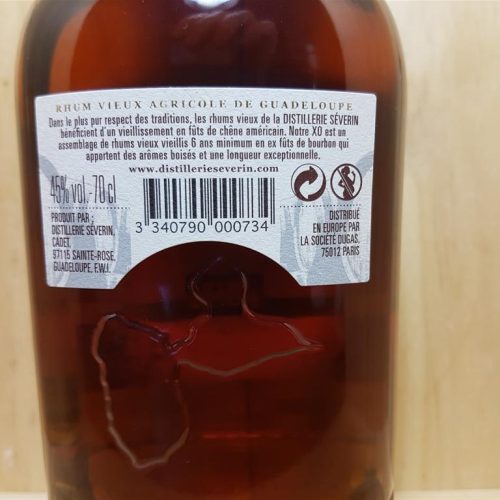 RHUM VIEUX AGRICOLE DE GUADELOUPE
Dans le plus pur respect des traditions, les rhums vieux de la DISTILLERIE SÉVERIN
bénéficient d'un vieillissement en fûts de chêne américain. Notre XO est un
assemblage de rhums vieux vieillis 6 ans minimum en ex fûts de bourbon qui
apportent des arômes boisés et une longueur exceptionnelle.
www.distillerieseverin.com
45% vol.-70 cl
PRODUIT PAR :
DISTILLERIE SÉVERIN,
CADET,
97115 SAINTE-ROSE,
GUADELOUPE, F.W.I.
3 340790 000734
DISTRIBUÉ
EN EUROPE PAR
LA SOCIÉTÉ DUGAS,
75012 PARIS